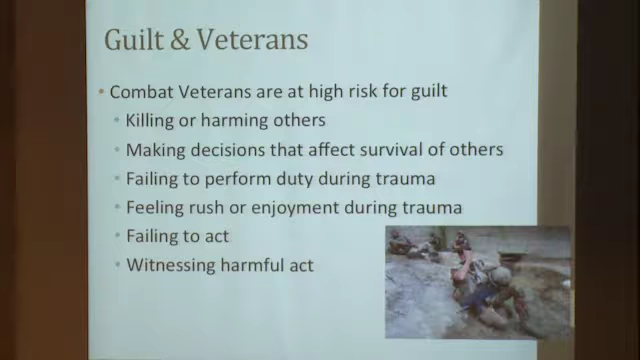 Guilt & Veterans
• Combat Veterans are at high risk for guilt
• Killing or harming others
• Making decisions that affect survival of others
• Failing to perform duty during trauma
• Feeling rush or enjoyment during trauma
• Failing to act
• Witnessing harmful act